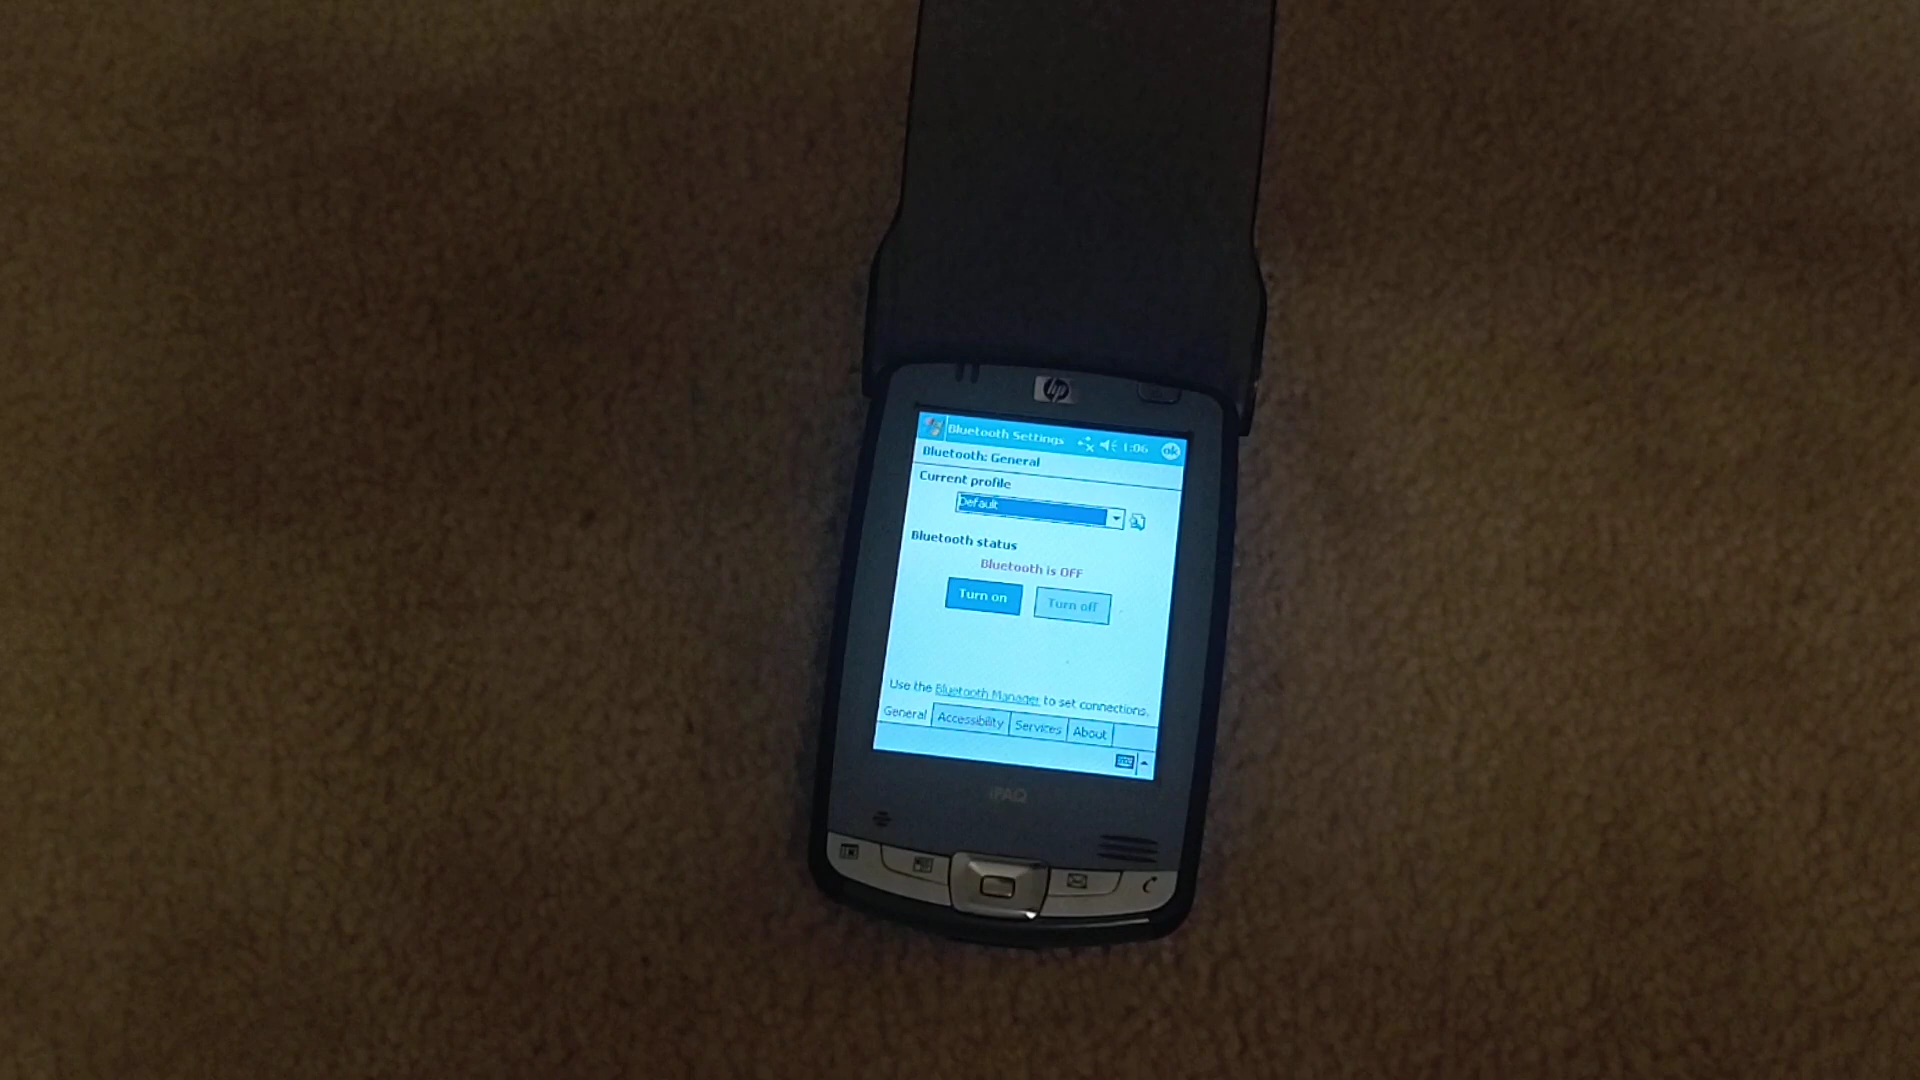 hp
Bluetooth Settings 1:06 ok
Bluetooth: General
Current profile
Default
Bluetooth status
Bluetooth is OFF
Turn on Turn off
Use the Bluetooth Manager to set connections.
General Accessibility Services About
iPAQ